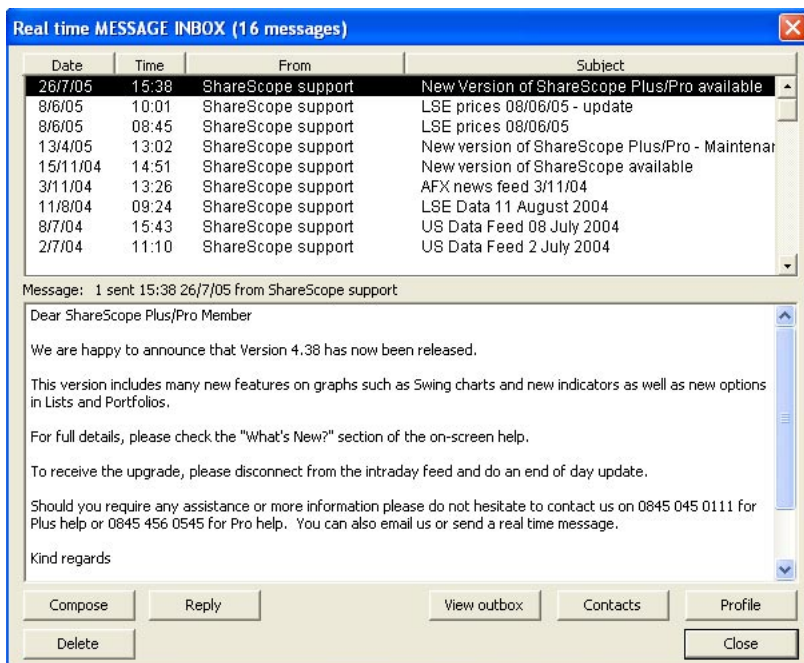 Real time MESSAGE INBOX (16 messages)
Date Time From Subject
26/7/05 15:38 ShareScope support New Version of ShareScope Plus/Pro available
8/6/05 10:01 ShareScope support LSE prices 08/06/05 - update
8/6/05 08:45 ShareScope support LSE prices 08/06/05
13/4/05 13:02 ShareScope support New version of ShareScope Plus/Pro - Maintenar
15/11/04 14:51 ShareScope support New version of ShareScope available
3/11/04 13:26 ShareScope support AFX news feed 3/11/04
11/8/04 09:24 ShareScope support LSE Data 11 August 2004
8/7/04 15:43 ShareScope support US Data Feed 08 July 2004
2/7/04 11:10 ShareScope support US Data Feed 2 July 2004
Message: 1 sent 15:38 26/7/05 from ShareScope support
Dear ShareScope Plus/Pro Member
We are happy to announce that Version 4.38 has now been released.
This version includes many new features on graphs such as Swing charts and new indicators as well as new options
in Lists and Portfolios.
For full details, please check the "What's New?" section of the on-screen help.
To receive the upgrade, please disconnect from the intraday feed and do an end of day update.
Should you require any assistance or more information please do not hesitate to contact us on 0845 045 0111 for
Plus help or 0845 456 0545 for Pro help. You can also email us or send a real time message.
Kind regards
Compose Reply View outbox Contacts Profile
Delete Close